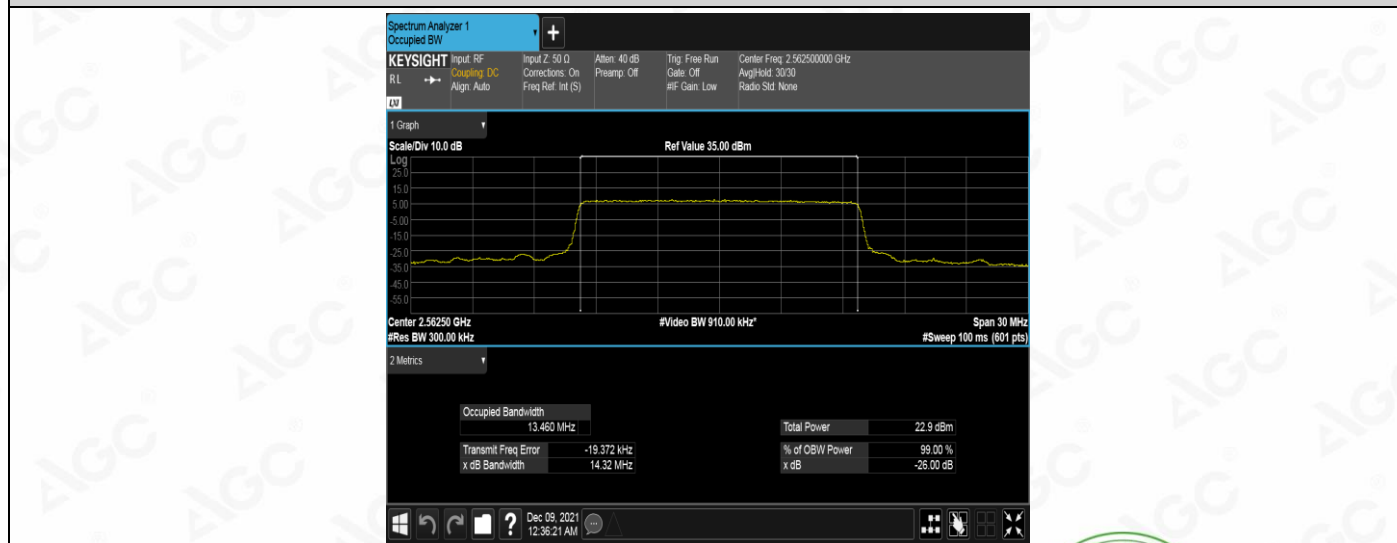 Spectrum Analyzer 1
Occupied BW
+
KEYSIGHT
RL
LXI
Input: RF
Coupling: DC
Align: Auto
Input Z: 50 Ω
Corrections: On
Freq Ref: Int (S)
Atten: 40 dB
Preamp: Off
Trig: Free Run
Gate: Off
#IF Gain: Low
Center Freq: 2.562500000 GHz
Avg|Hold: 30/30
Radio Std: None
1 Graph
Scale/Div 10.0 dB
Ref Value 35.00 dBm
Log
25.0
15.0
5.00
-5.00
-15.0
-25.0
-35.0
-45.0
-55.0
Center 2.56250 GHz
#Video BW 910.00 kHz*
Span 30 MHz
#Res BW 300.00 kHz
#Sweep 100 ms (601 pts)
2 Metrics
Occupied Bandwidth
13.460 MHz
Total Power 22.9 dBm
Transmit Freq Error -19.372 kHz
% of OBW Power 99.00 %
x dB Bandwidth 14.32 MHz
x dB -26.00 dB
?
Dec 09, 2021
12:36:21 AM
AGC